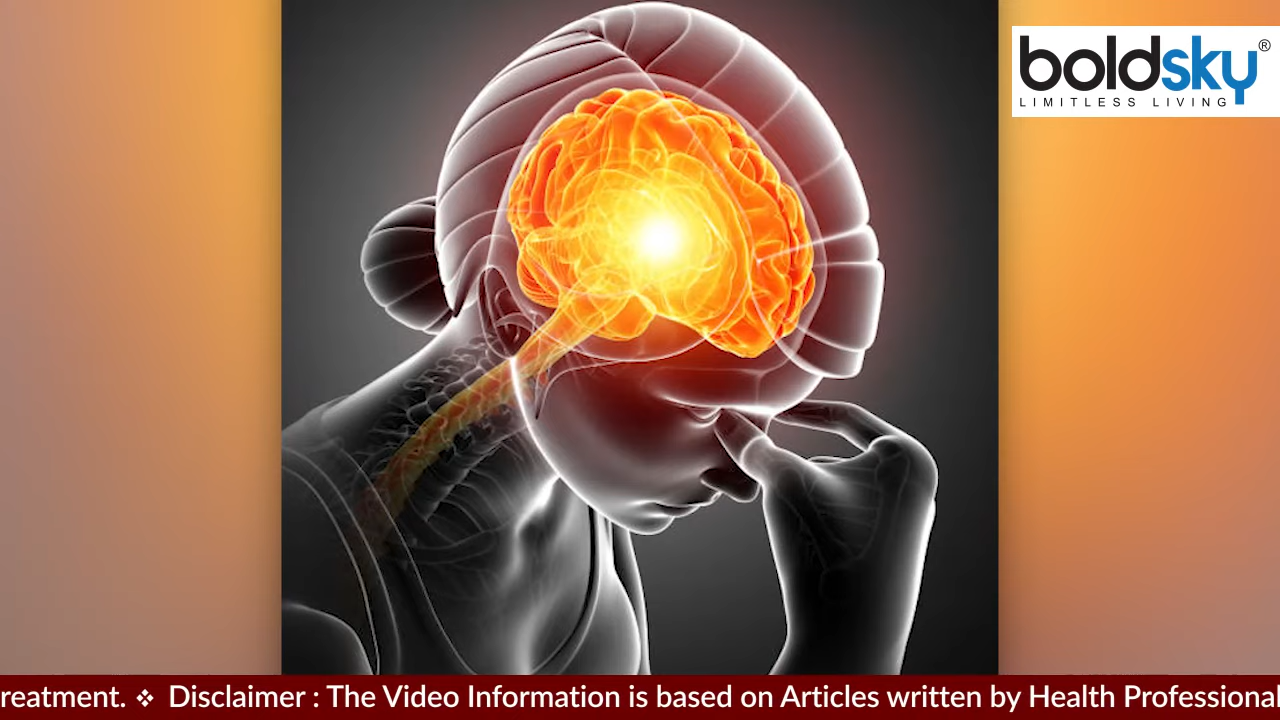 boldsky®
LIMITLESS LIVING
reatment. ❖ Disclaimer : The Video Information is based on Articles written by Health Professional